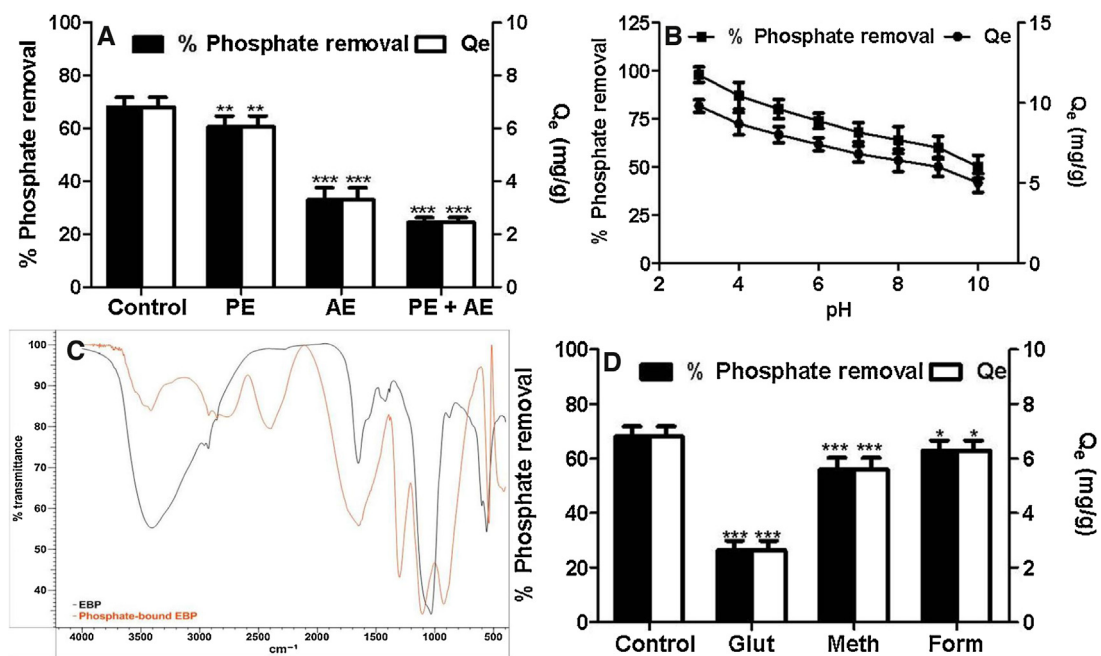 A
% Phosphate removal Qe
% Phosphate removal
100
80
60
40
20
0
10
8
6
4
2
0
Qe (mg/g)
** **
*** ***
*** ***
Control PE AE PE + AE
B
% Phosphate removal Qe
% Phosphate removal
125
100
75
50
25
0
15
10
5
0
Qe (mg/g)
2 4 6 8 10
pH
C
% transmittance
100
90
80
70
60
50
40
EBP
Phosphate-bound EBP
4000 3500 3000 2500 2000 1500 1000 500
cm⁻¹
D
% Phosphate removal Qe
% Phosphate removal
100
80
60
40
20
0
10
8
6
4
2
0
Qe (mg/g)
*** ***
*** ***
* *
Control Glut Meth Form